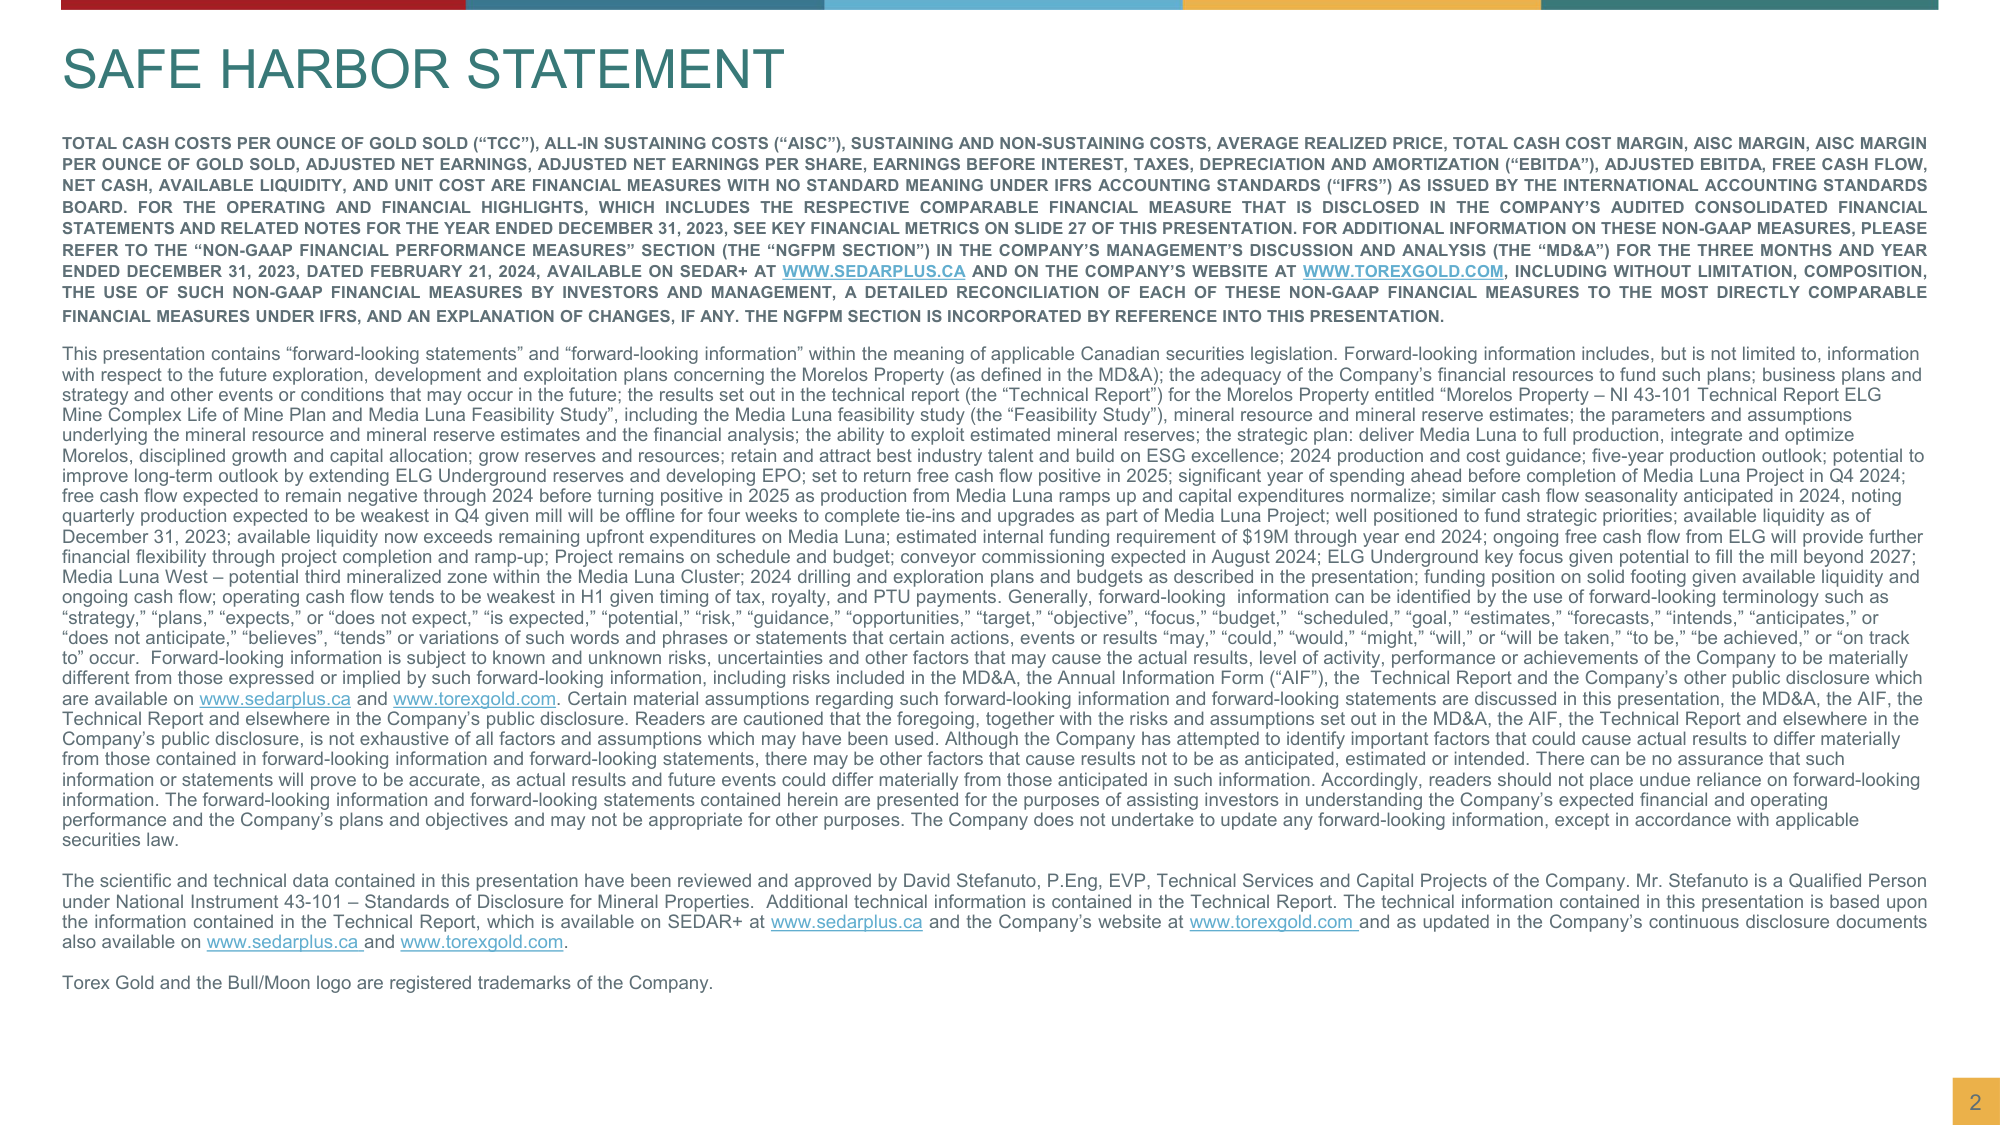 SAFE HARBOR STATEMENT
TOTAL CASH COSTS PER OUNCE OF GOLD SOLD (“TCC”), ALL-IN SUSTAINING COSTS (“AISC”), SUSTAINING AND NON-SUSTAINING COSTS, AVERAGE REALIZED PRICE, TOTAL CASH COST MARGIN, AISC MARGIN, AISC MARGIN
PER OUNCE OF GOLD SOLD, ADJUSTED NET EARNINGS, ADJUSTED NET EARNINGS PER SHARE, EARNINGS BEFORE INTEREST, TAXES, DEPRECIATION AND AMORTIZATION (“EBITDA”), ADJUSTED EBITDA, FREE CASH FLOW,
NET CASH, AVAILABLE LIQUIDITY, AND UNIT COST ARE FINANCIAL MEASURES WITH NO STANDARD MEANING UNDER IFRS ACCOUNTING STANDARDS (“IFRS”) AS ISSUED BY THE INTERNATIONAL ACCOUNTING STANDARDS
BOARD. FOR THE OPERATING AND FINANCIAL HIGHLIGHTS, WHICH INCLUDES THE RESPECTIVE COMPARABLE FINANCIAL MEASURE THAT IS DISCLOSED IN THE COMPANY’S AUDITED CONSOLIDATED FINANCIAL
STATEMENTS AND RELATED NOTES FOR THE YEAR ENDED DECEMBER 31, 2023, SEE KEY FINANCIAL METRICS ON SLIDE 27 OF THIS PRESENTATION. FOR ADDITIONAL INFORMATION ON THESE NON-GAAP MEASURES, PLEASE
REFER TO THE “NON-GAAP FINANCIAL PERFORMANCE MEASURES” SECTION (THE “NGFPM SECTION”) IN THE COMPANY’S MANAGEMENT’S DISCUSSION AND ANALYSIS (THE “MD&A”) FOR THE THREE MONTHS AND YEAR
ENDED DECEMBER 31, 2023, DATED FEBRUARY 21, 2024, AVAILABLE ON SEDAR+ AT WWW.SEDARPLUS.CA AND ON THE COMPANY’S WEBSITE AT WWW.TOREXGOLD.COM, INCLUDING WITHOUT LIMITATION, COMPOSITION,
THE USE OF SUCH NON-GAAP FINANCIAL MEASURES BY INVESTORS AND MANAGEMENT, A DETAILED RECONCILIATION OF EACH OF THESE NON-GAAP FINANCIAL MEASURES TO THE MOST DIRECTLY COMPARABLE
FINANCIAL MEASURES UNDER IFRS, AND AN EXPLANATION OF CHANGES, IF ANY. THE NGFPM SECTION IS INCORPORATED BY REFERENCE INTO THIS PRESENTATION.
This presentation contains “forward-looking statements” and “forward-looking information” within the meaning of applicable Canadian securities legislation. Forward-looking information includes, but is not limited to, information
with respect to the future exploration, development and exploitation plans concerning the Morelos Property (as defined in the MD&A); the adequacy of the Company’s financial resources to fund such plans; business plans and
strategy and other events or conditions that may occur in the future; the results set out in the technical report (the “Technical Report”) for the Morelos Property entitled “Morelos Property – NI 43-101 Technical Report ELG
Mine Complex Life of Mine Plan and Media Luna Feasibility Study”, including the Media Luna feasibility study (the “Feasibility Study”), mineral resource and mineral reserve estimates; the parameters and assumptions
underlying the mineral resource and mineral reserve estimates and the financial analysis; the ability to exploit estimated mineral reserves; the strategic plan: deliver Media Luna to full production, integrate and optimize
Morelos, disciplined growth and capital allocation; grow reserves and resources; retain and attract best industry talent and build on ESG excellence; 2024 production and cost guidance; five-year production outlook; potential to
improve long-term outlook by extending ELG Underground reserves and developing EPO; set to return free cash flow positive in 2025; significant year of spending ahead before completion of Media Luna Project in Q4 2024;
free cash flow expected to remain negative through 2024 before turning positive in 2025 as production from Media Luna ramps up and capital expenditures normalize; similar cash flow seasonality anticipated in 2024, noting
quarterly production expected to be weakest in Q4 given mill will be offline for four weeks to complete tie-ins and upgrades as part of Media Luna Project; well positioned to fund strategic priorities; available liquidity as of
December 31, 2023; available liquidity now exceeds remaining upfront expenditures on Media Luna; estimated internal funding requirement of $19M through year end 2024; ongoing free cash flow from ELG will provide further
financial flexibility through project completion and ramp-up; Project remains on schedule and budget; conveyor commissioning expected in August 2024; ELG Underground key focus given potential to fill the mill beyond 2027;
Media Luna West – potential third mineralized zone within the Media Luna Cluster; 2024 drilling and exploration plans and budgets as described in the presentation; funding position on solid footing given available liquidity and
ongoing cash flow; operating cash flow tends to be weakest in H1 given timing of tax, royalty, and PTU payments. Generally, forward-looking  information can be identified by the use of forward-looking terminology such as
“strategy,” “plans,” “expects,” or “does not expect,” “is expected,” “potential,” “risk,” “guidance,” “opportunities,” “target,” “objective”, “focus,” “budget,”  “scheduled,” “goal,” “estimates,” “forecasts,” “intends,” “anticipates,” or
“does not anticipate,” “believes”, “tends” or variations of such words and phrases or statements that certain actions, events or results “may,” “could,” “would,” “might,” “will,” or “will be taken,” “to be,” “be achieved,” or “on track
to” occur.  Forward-looking information is subject to known and unknown risks, uncertainties and other factors that may cause the actual results, level of activity, performance or achievements of the Company to be materially
different from those expressed or implied by such forward-looking information, including risks included in the MD&A, the Annual Information Form (“AIF”), the  Technical Report and the Company’s other public disclosure which
are available on www.sedarplus.ca and www.torexgold.com. Certain material assumptions regarding such forward-looking information and forward-looking statements are discussed in this presentation, the MD&A, the AIF, the
Technical Report and elsewhere in the Company’s public disclosure. Readers are cautioned that the foregoing, together with the risks and assumptions set out in the MD&A, the AIF, the Technical Report and elsewhere in the
Company’s public disclosure, is not exhaustive of all factors and assumptions which may have been used. Although the Company has attempted to identify important factors that could cause actual results to differ materially
from those contained in forward-looking information and forward-looking statements, there may be other factors that cause results not to be as anticipated, estimated or intended. There can be no assurance that such
information or statements will prove to be accurate, as actual results and future events could differ materially from those anticipated in such information. Accordingly, readers should not place undue reliance on forward-looking
information. The forward-looking information and forward-looking statements contained herein are presented for the purposes of assisting investors in understanding the Company’s expected financial and operating
performance and the Company’s plans and objectives and may not be appropriate for other purposes. The Company does not undertake to update any forward-looking information, except in accordance with applicable
securities law.
The scientific and technical data contained in this presentation have been reviewed and approved by David Stefanuto, P.Eng, EVP, Technical Services and Capital Projects of the Company. Mr. Stefanuto is a Qualified Person
under National Instrument 43-101 – Standards of Disclosure for Mineral Properties.  Additional technical information is contained in the Technical Report. The technical information contained in this presentation is based upon
the information contained in the Technical Report, which is available on SEDAR+ at www.sedarplus.ca and the Company’s website at www.torexgold.com and as updated in the Company’s continuous disclosure documents
also available on www.sedarplus.ca and www.torexgold.com.
Torex Gold and the Bull/Moon logo are registered trademarks of the Company.
2